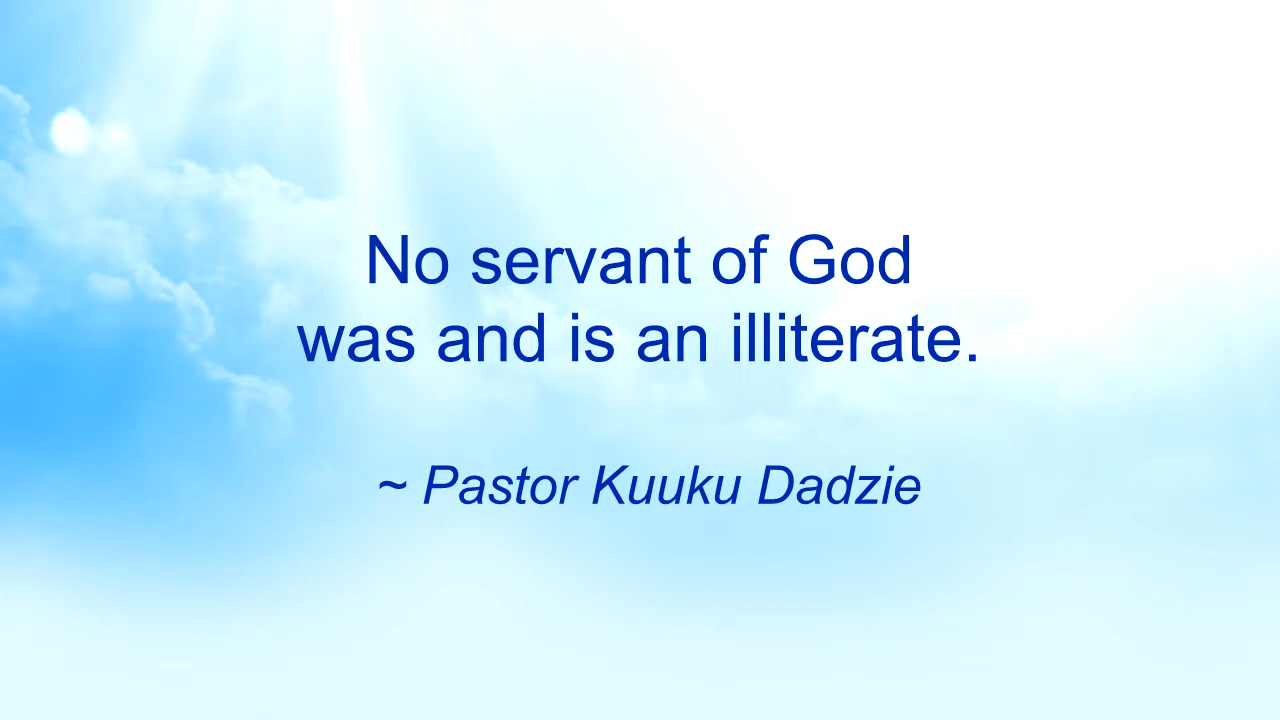 No servant of God
was and is an illiterate.
~ Pastor Kuuku Dadzie